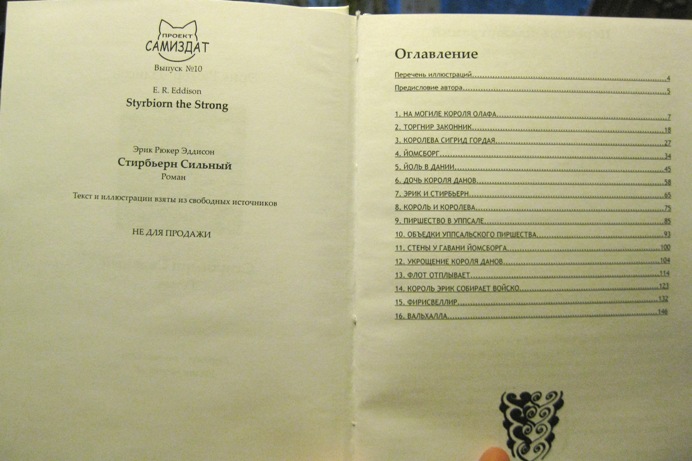 ПРОЕКТ
САМИЗДАТ
Выпуск №10
E. R. Eddison
Styrbiorn the Strong
Эрик Рюкер Эддисон
Стирбьерн Сильный
Роман
Текст и иллюстрации взяты из свободных источников
НЕ ДЛЯ ПРОДАЖИ
Оглавление
Перечень иллюстраций 4
Предисловие автора 5
1. НА МОГИЛЕ КОРОЛЯ ОЛАФА 7
2. ТОРГНИР ЗАКОННИК 18
3. КОРОЛЕВА СИГРИД ГОРДАЯ 27
4. ЙОМСБОРГ 34
5. ЙОЛЬ В ДАНИИ 45
6. ДОЧЬ КОРОЛЯ ДАНОВ 58
7. ЭРИК И СТИРБЬЕРН 65
8. КОРОЛЬ И КОРОЛЕВА 75
9. ПИРШЕСТВО В УППСАЛЕ 85
10. ОБЪЕДКИ УППСАЛЬСКОГО ПИРШЕСТВА 93
11. СТЕНЫ У ГАВАНИ ЙОМСБОРГА 100
12. УКРОЩЕНИЕ КОРОЛЯ ДАНОВ 104
13. ФЛОТ ОТПЛЫВАЕТ 114
14. КОРОЛЬ ЭРИК СОБИРАЕТ ВОЙСКО 123
15. ФИРИСВЕЛЛИР 132
16. ВАЛЬХАЛЛА 146